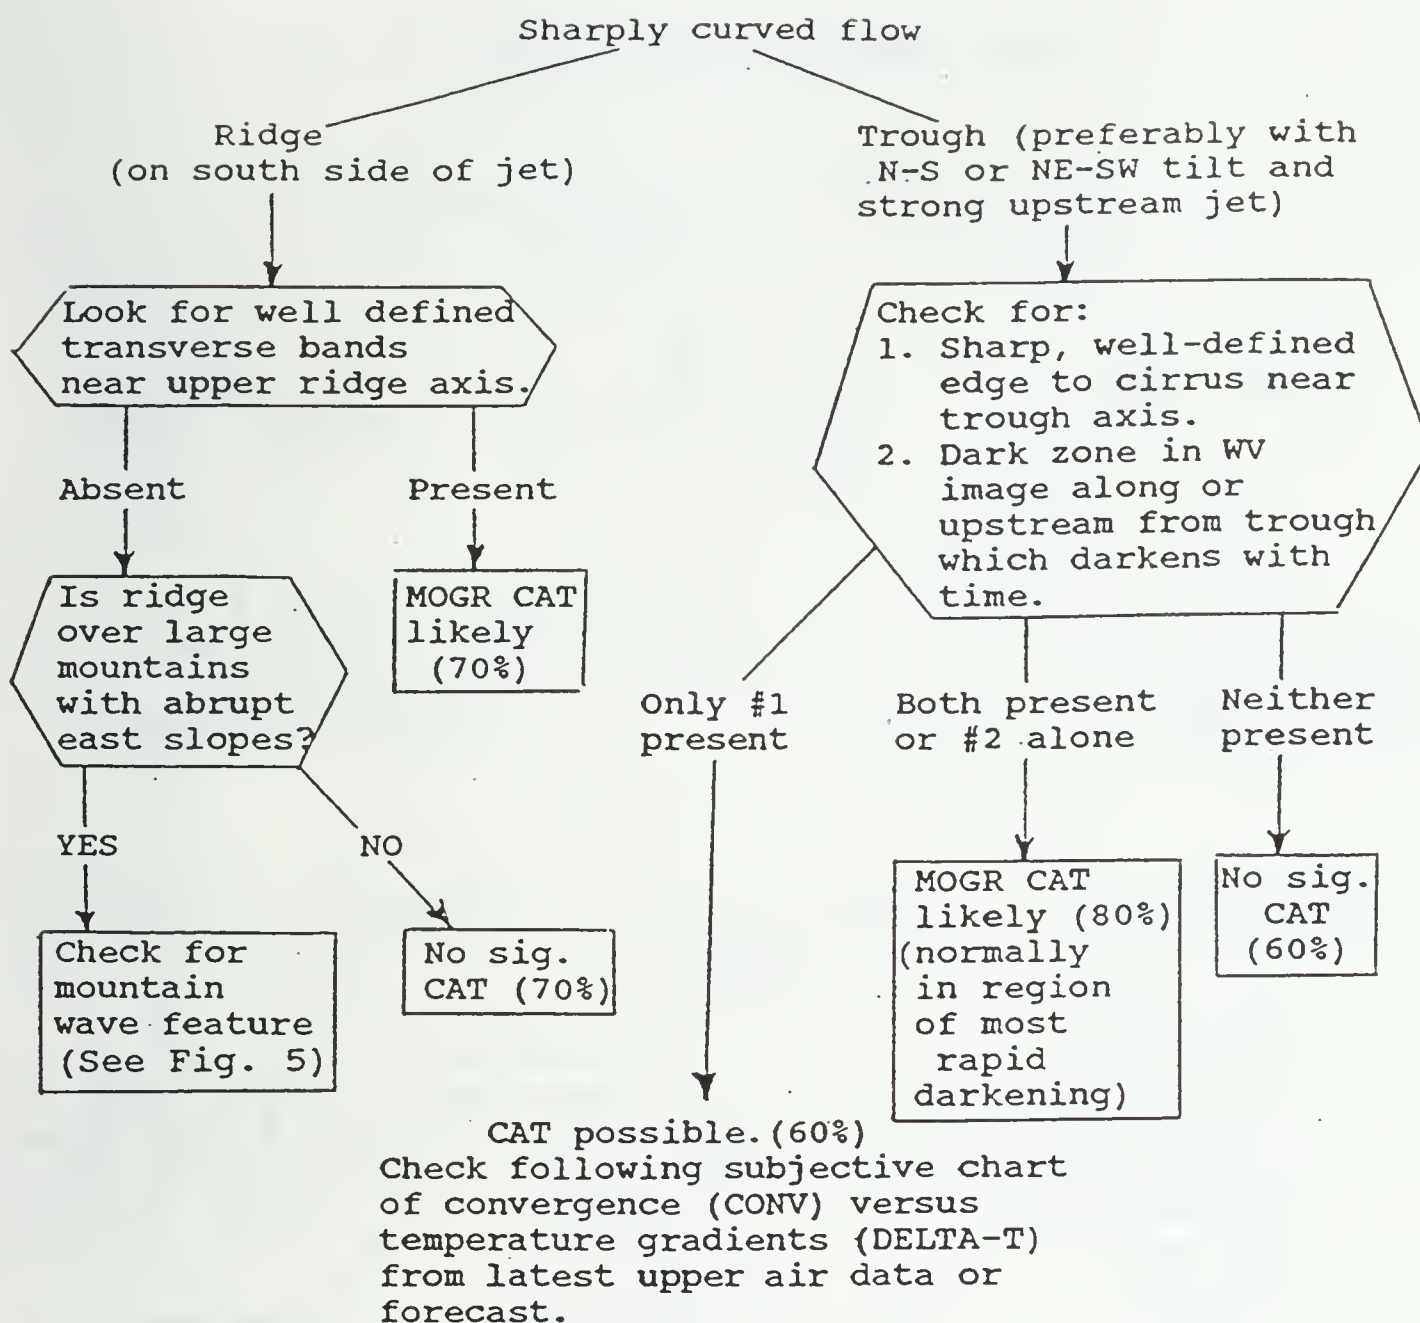 Sharply curved flow
Ridge
(on south side of jet)
Trough (preferably with
N-S or NE-SW tilt and
strong upstream jet)
Look for well defined
transverse bands
near upper ridge axis.
Check for:
1. Sharp, well-defined
edge to cirrus near
trough axis.
2. Dark zone in WV
image along or
upstream from trough
which darkens with
time.
Absent
Present
Is ridge
over large
mountains
with abrupt
east slopes?
MOGR CAT
likely
(70%)
Only #1
present
Both present
or #2 alone
Neither
present
YES
NO
Check for
mountain
wave feature
(See Fig. 5)
No sig.
CAT (70%)
MOGR CAT
likely (80%)
(normally
in region
of most
rapid
darkening)
No sig.
CAT
(60%)
CAT possible. (60%)
Check following subjective chart
of convergence (CONV) versus
temperature gradients (DELTA-T)
from latest upper air data or
forecast.